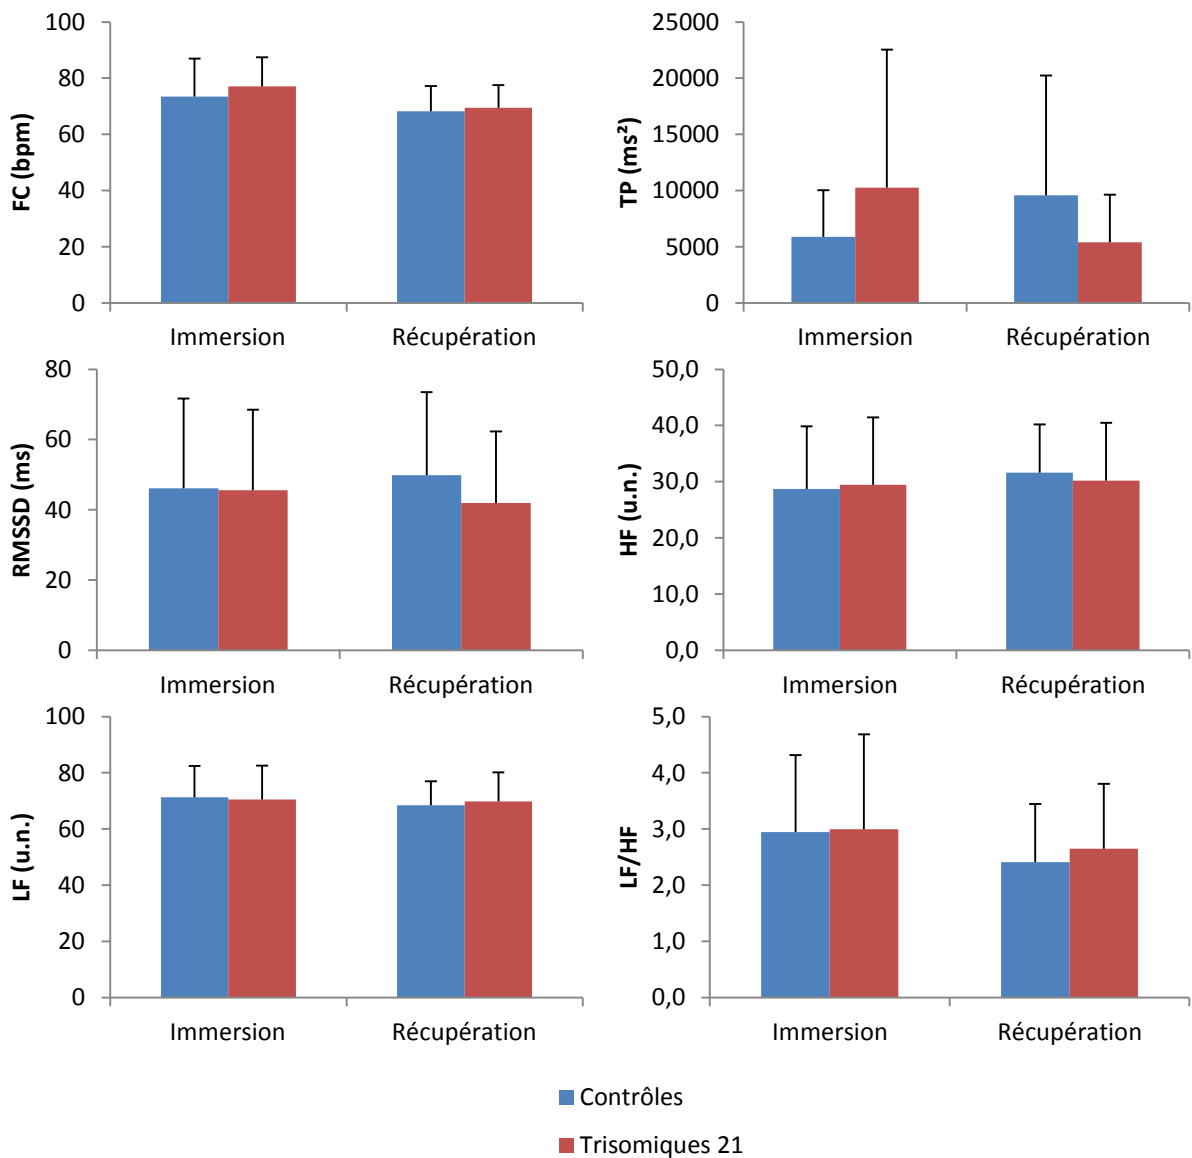 FC (bpm)
100
80
60
40
20
0
Immersion Récupération
TP (ms²)
25000
20000
15000
10000
5000
0
Immersion Récupération
RMSSD (ms)
80
60
40
20
0
Immersion Récupération
HF (u.n.)
50,0
40,0
30,0
20,0
10,0
0,0
Immersion Récupération
LF (u.n.)
100
80
60
40
20
0
Immersion Récupération
LF/HF
5,0
4,0
3,0
2,0
1,0
0,0
Immersion Récupération
Contrôles
Trisomiques 21